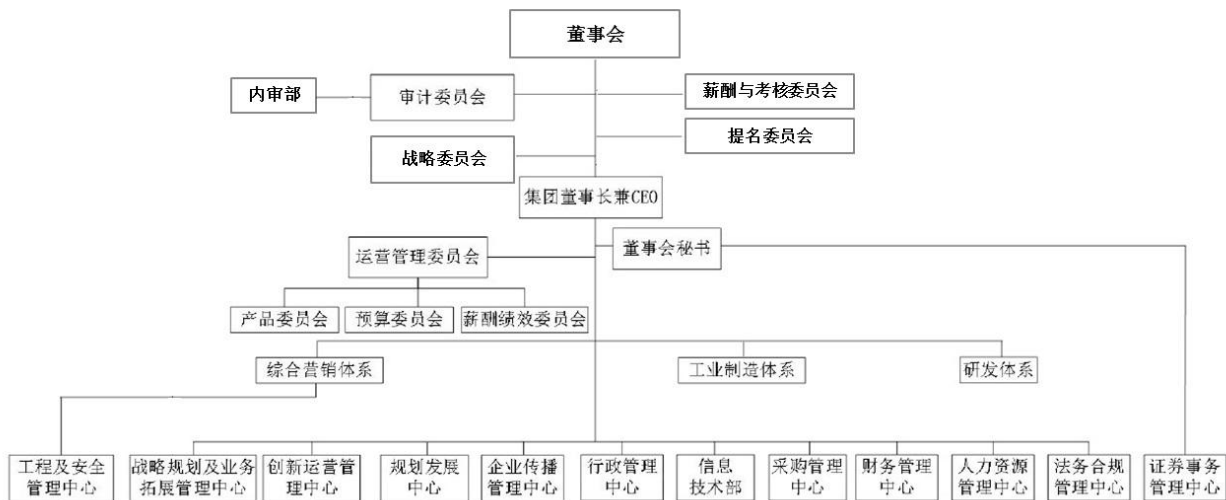 董事会
内审部
审计委员会
薪酬与考核委员会
提名委员会
战略委员会
集团董事长兼CEO
董事会秘书
运营管理委员会
产品委员会
预算委员会
薪酬绩效委员会
综合营销体系
工业制造体系
研发体系
工程及安全
管理中心
战略规划及业务
拓展管理中心
创新运营管
理中心
规划发展
中心
企业传播
管理中心
行政管理
中心
信息
技术部
采购管理
中心
财务管理
中心
人力资源
管理中心
法务合规
管理中心
证券事务
管理中心